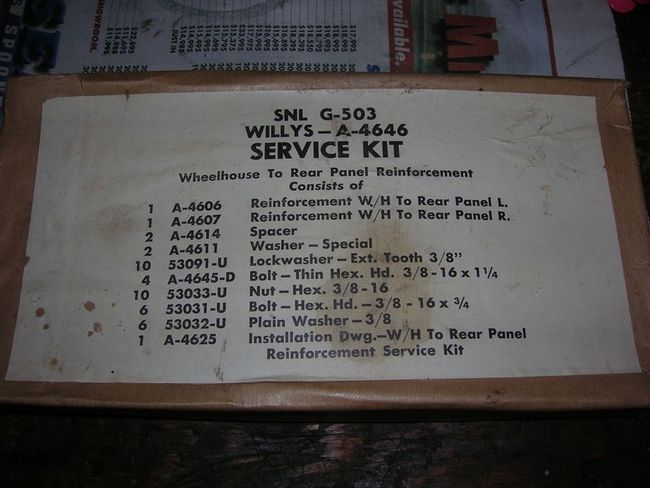 SHOWROOM.
available.
SNL G-503
WILLYS — A-4646
SERVICE KIT
Wheelhouse To Rear Panel Reinforcement
Consists of
1 A-4606 Reinforcement W/H To Rear Panel L.
1 A-4607 Reinforcement W/H To Rear Panel R.
2 A-4614 Spacer
2 A-4611 Washer — Special
10 53091-U Lockwasher — Ext. Tooth 3/8"
4 A-4645-D Bolt — Thin Hex. Hd. 3/8-16 x 1 1/4
10 53033-U Nut — Hex. 3/8-16
6 53031-U Bolt — Hex. Hd. — 3/8 - 16 x 3/4
6 53032-U Plain Washer — 3/8
1 A-4625 Installation Dwg.—W/H To Rear Panel
Reinforcement Service Kit